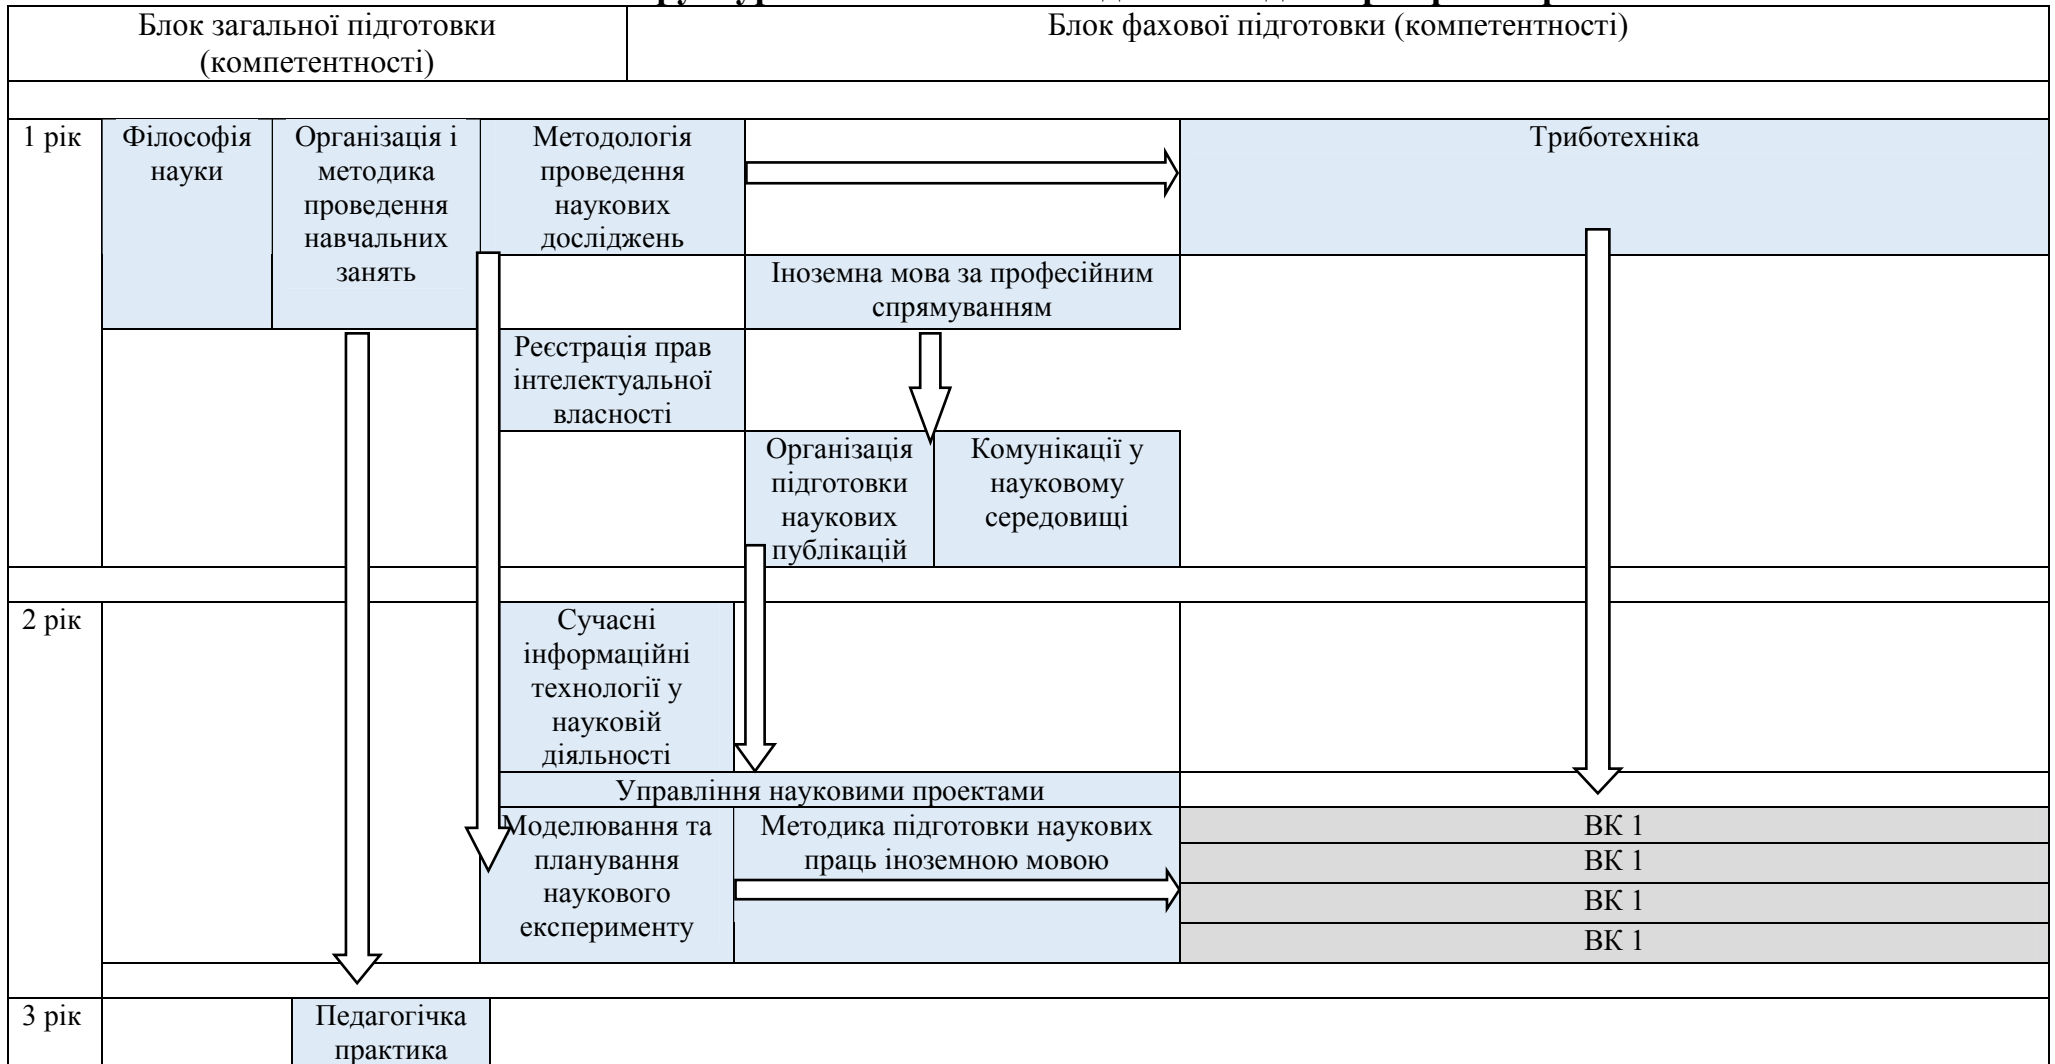 Блок загальної підготовки
(компетентності)
Блок фахової підготовки (компетентності)
1 рік
Філософія
науки
Організація і
методика
проведення
навчальних
занять
Методологія
проведення
наукових
досліджень
Триботехніка
Іноземна мова за професійним
спрямуванням
Реєстрація прав
інтелектуальної
власності
Організація
підготовки
наукових
публікацій
Комунікації у
науковому
середовищі
2 рік
Сучасні
інформаційні
технології у
науковій
діяльності
Управління науковими проектами
Моделювання та
планування
наукового
експерименту
Методика підготовки наукових
праць іноземною мовою
ВК 1
ВК 1
ВК 1
ВК 1
3 рік
Педагогічка
практика